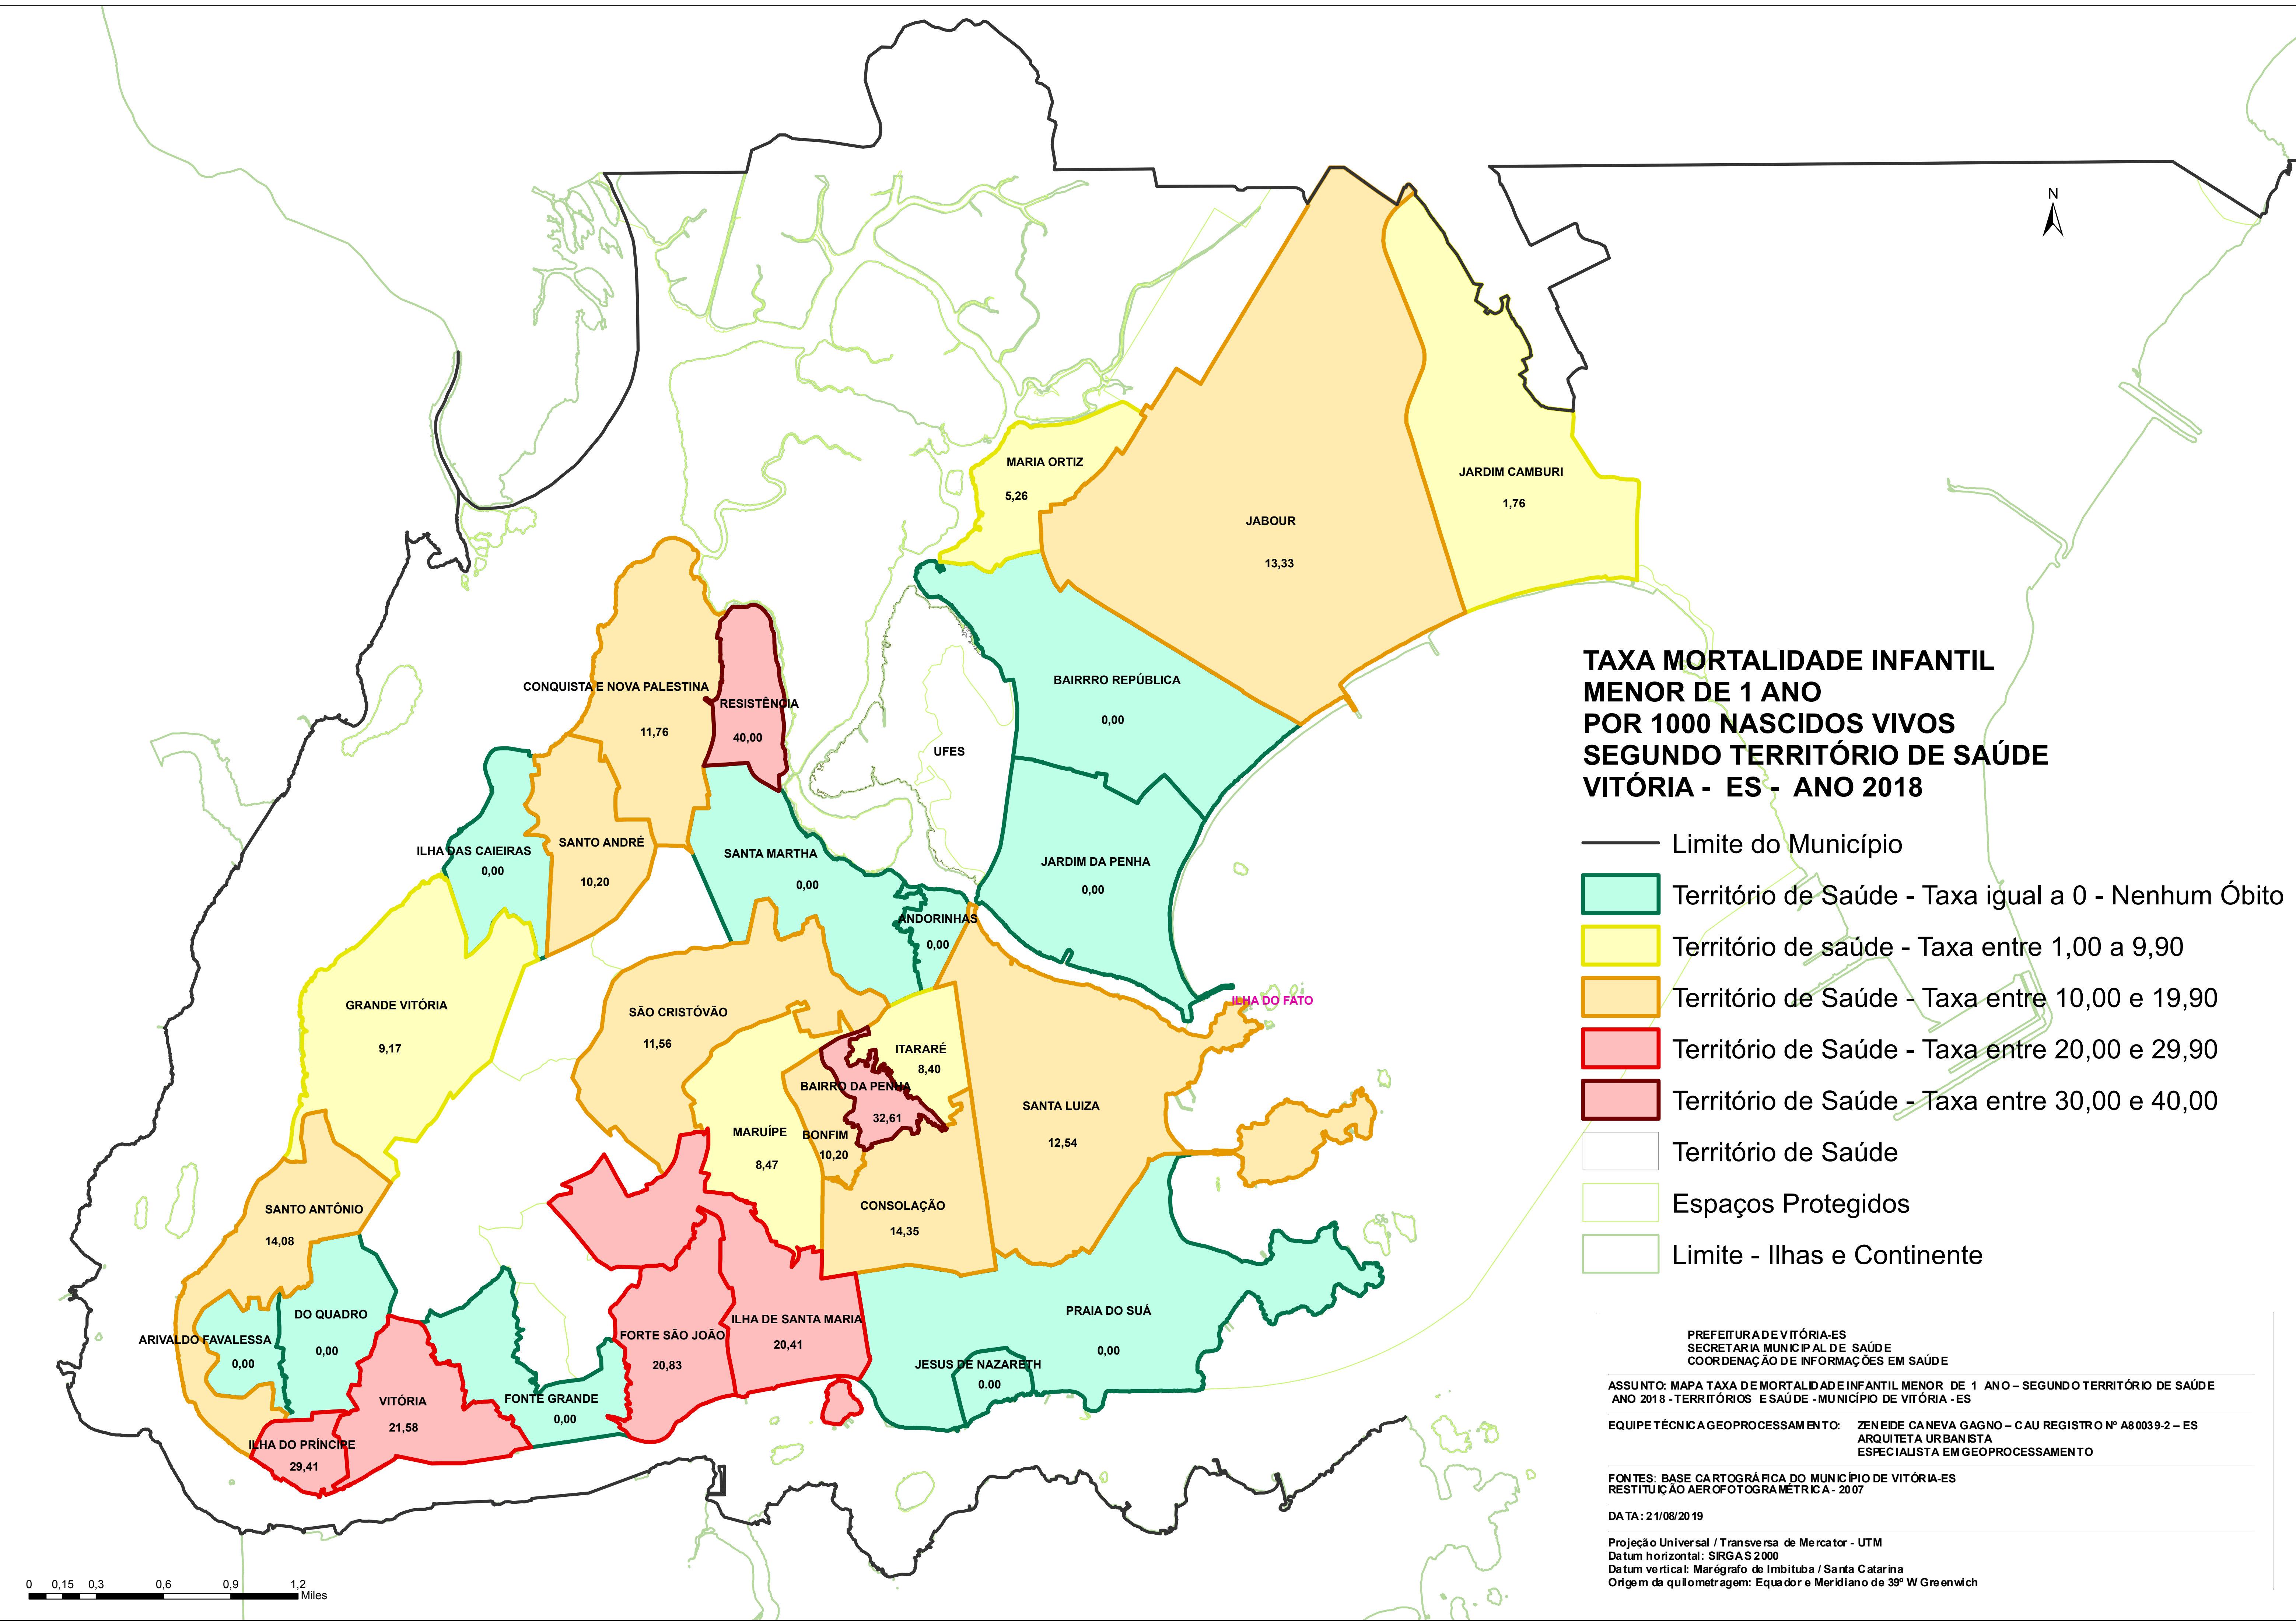 N
MARIA ORTIZ
5,26
JARDIM CAMBURI
1,76
JABOUR
13,33
CONQUISTA E NOVA PALESTINA
11,76
RESISTÊNCIA
40,00
BAIRRRO REPÚBLICA
0,00
UFES
ILHA DAS CAIEIRAS
0,00
SANTO ANDRÉ
10,20
SANTA MARTHA
0,00
JARDIM DA PENHA
0,00
ANDORINHAS
0,00
GRANDE VITÓRIA
9,17
SÃO CRISTÓVÃO
11,56
ILHA DO FATO
ITARARÉ
8,40
BAIRRO DA PENHA
32,61
MARUÍPE
8,47
BONFIM
10,20
SANTA LUIZA
12,54
CONSOLAÇÃO
14,35
SANTO ANTÔNIO
14,08
DO QUADRO
0,00
ARIVALDO FAVALESSA
0,00
FORTE SÃO JOÃO
20,83
ILHA DE SANTA MARIA
20,41
PRAIA DO SUÁ
0,00
JESUS DE NAZARETH
0.00
VITÓRIA
21,58
FONTE GRANDE
0,00
ILHA DO PRÍNCIPE
29,41
TAXA MORTALIDADE INFANTIL
MENOR DE 1 ANO
POR 1000 NASCIDOS VIVOS
SEGUNDO TERRITÓRIO DE SAÚDE
VITÓRIA - ES - ANO 2018
Limite do Município
Território de Saúde - Taxa igual a 0 - Nenhum Óbito
Território de saúde - Taxa entre 1,00 a 9,90
Território de Saúde - Taxa entre 10,00 e 19,90
Território de Saúde - Taxa entre 20,00 e 29,90
Território de Saúde - Taxa entre 30,00 e 40,00
Território de Saúde
Espaços Protegidos
Limite - Ilhas e Continente
PREFEITURA DE VITÓRIA-ES
SECRETARIA MUNICIPAL DE SAÚDE
COORDENAÇÃO DE INFORMAÇÕES EM SAÚDE
ASSUNTO: MAPA TAXA DE MORTALIDADE INFANTIL MENOR DE 1 ANO – SEGUNDO TERRITÓRIO DE SAÚDE
ANO 2018 - TERRITÓRIOS E SAÚDE - MUNICÍPIO DE VITÓRIA - ES
EQUIPE TÉCNICA GEOPROCESSAMENTO: ZENEIDE CANEVA GAGNO – CAU REGISTRO Nº A80039-2 – ES
ARQUITETA URBANISTA
ESPECIALISTA EM GEOPROCESSAMENTO
FONTES: BASE CARTOGRÁFICA DO MUNICÍPIO DE VITÓRIA-ES
RESTITUIÇÃO AEROFOTOGRAMÉTRICA - 2007
DATA: 21/08/2019
Projeção Universal / Transversa de Mercator - UTM
Datum horizontal: SIRGAS 2000
Datum vertical: Marégrafo de Imbituba / Santa Catarina
Origem da quilometragem: Equador e Meridiano de 39º W Greenwich
0 0,15 0,3 0,6 0,9 1,2
Miles